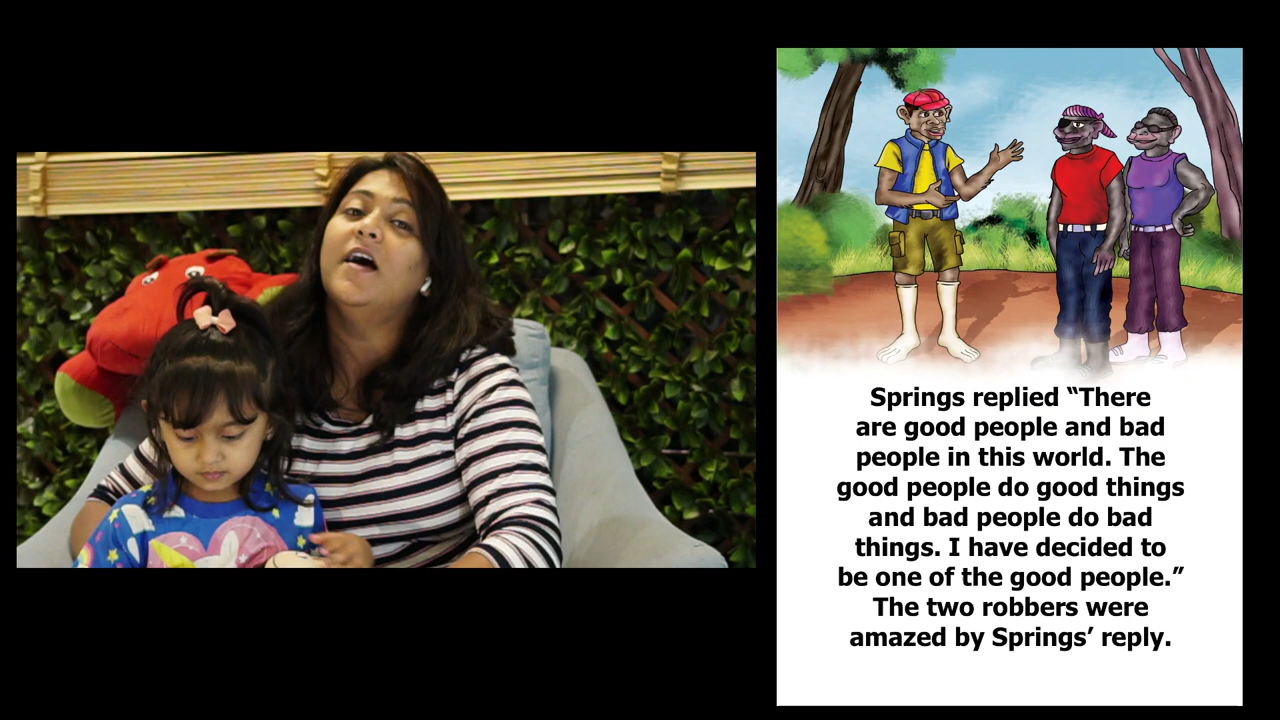 Springs replied “There
are good people and bad
people in this world. The
good people do good things
and bad people do bad
things. I have decided to
be one of the good people.”
The two robbers were
amazed by Springs’ reply.